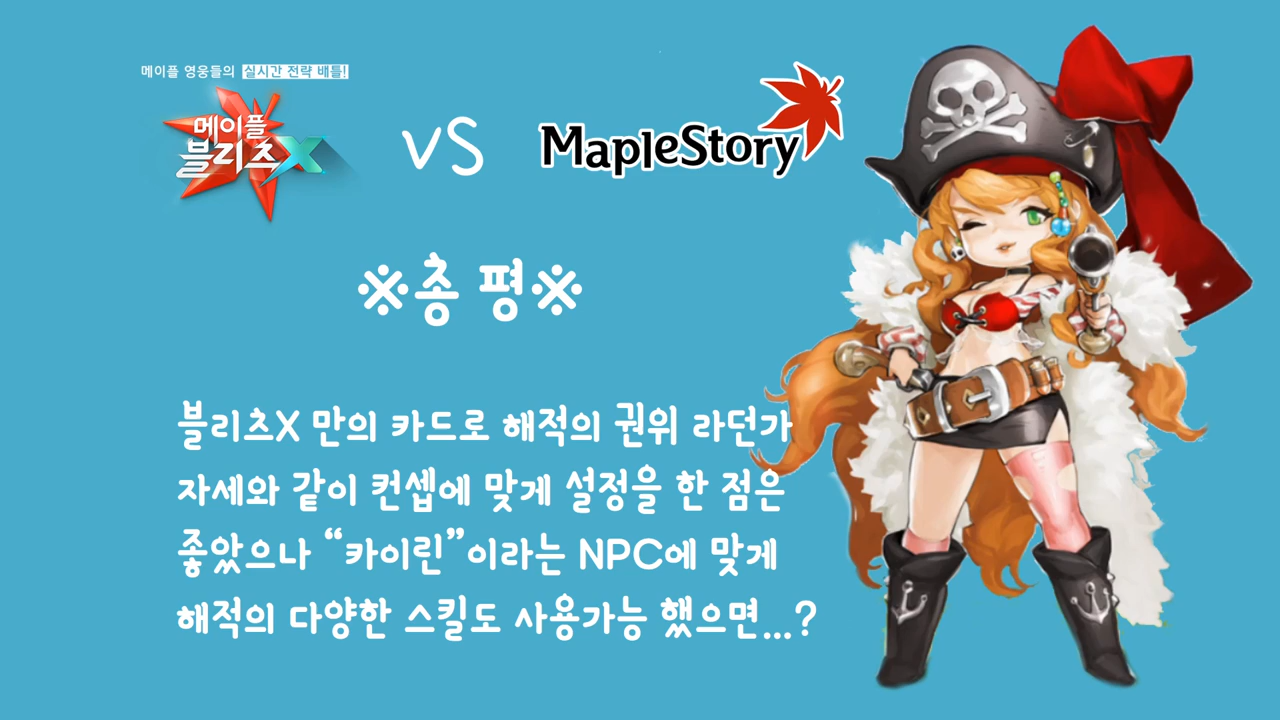 메이플 영웅들의 실시간 전략 배틀!
메이플
블리츠X
vs
MapleStory
※총 평※
블리츠X 만의 카드로 해적의 권위 라던가
자세와 같이 컨셉에 맞게 설정을 한 점은
좋았으나 “카이린”이라는 NPC에 맞게
해적의 다양한 스킬도 사용가능 했으면...?